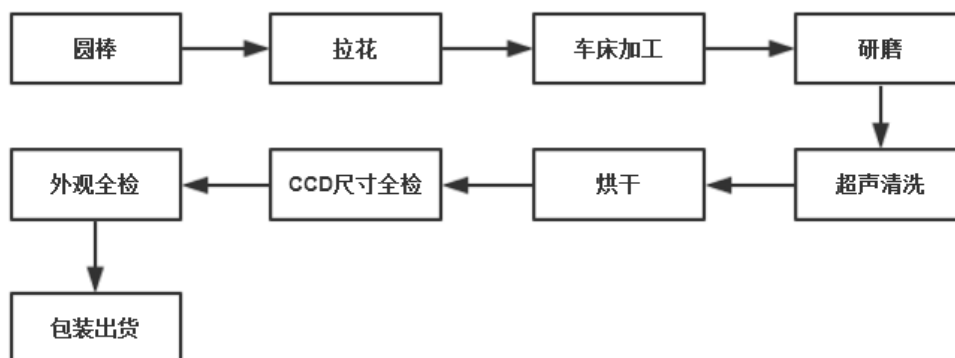 圆棒
拉花
车床加工
研磨
超声清洗
烘干
CCD尺寸全检
外观全检
包装出货